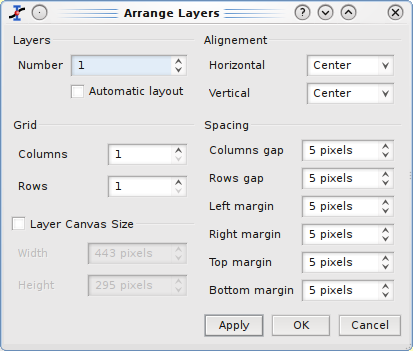 Arrange Layers
Layers
Number 1
Automatic layout
Grid
Columns 1
Rows 1
Layer Canvas Size
Width 443 pixels
Height 295 pixels
Alignement
Horizontal Center
Vertical Center
Spacing
Columns gap 5 pixels
Rows gap 5 pixels
Left margin 5 pixels
Right margin 5 pixels
Top margin 5 pixels
Bottom margin 5 pixels
Apply OK Cancel